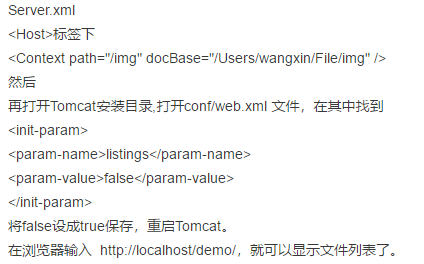 Server.xml
<Host>标签下
<Context path="/img" docBase="/Users/wangxin/File/img" />
然后
再打开Tomcat安装目录,打开conf/web.xml 文件，在其中找到
<init-param>
<param-name>listings</param-name>
<param-value>false</param-value>
</init-param>
将false设成true保存，重启Tomcat。
在浏览器输入 http://localhost/demo/，就可以显示文件列表了。